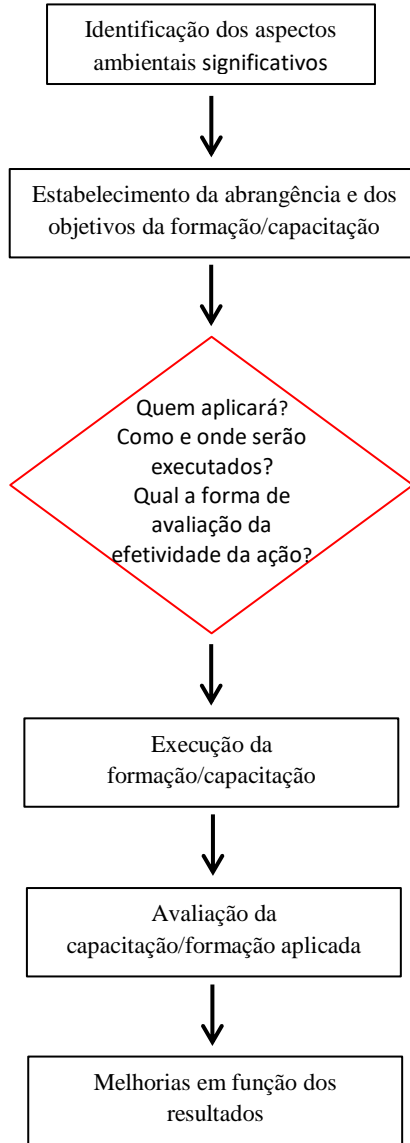 Identificação dos aspectos
ambientais significativos
Estabelecimento da abrangência e dos
objetivos da formação/capacitação
Quem aplicará?
Como e onde serão
executados?
Qual a forma de
avaliação da
efetividade da ação?
Execução da
formação/capacitação
Avaliação da
capacitação/formação aplicada
Melhorias em função dos
resultados